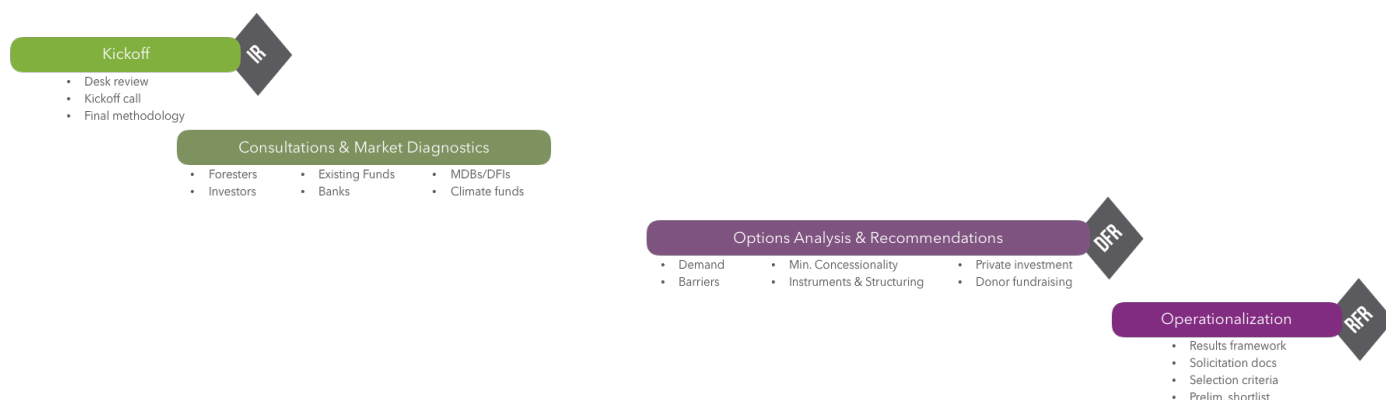 Kickoff
IR
• Desk review
• Kickoff call
• Final methodology
Consultations & Market Diagnostics
• Foresters • Existing Funds • MDBs/DFIs
• Investors • Banks • Climate funds
Options Analysis & Recommendations
DFR
• Demand • Min. Concessionality • Private investment
• Barriers • Instruments & Structuring • Donor fundraising
Operationalization
RFR
• Results framework
• Solicitation docs
• Selection criteria
• Prelim. shortlist